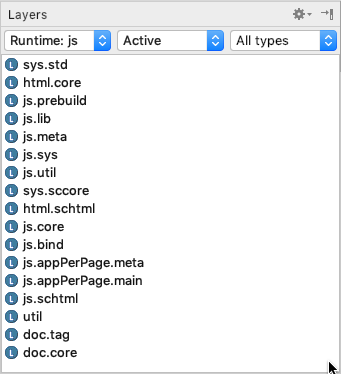 Layers
Runtime: js Active All types
L sys.std
L html.core
L js.prebuild
L js.lib
L js.meta
L js.sys
L js.util
L sys.sccore
L html.schtml
L js.core
L js.bind
L js.appPerPage.meta
L js.appPerPage.main
L js.schtml
L util
L doc.tag
L doc.core